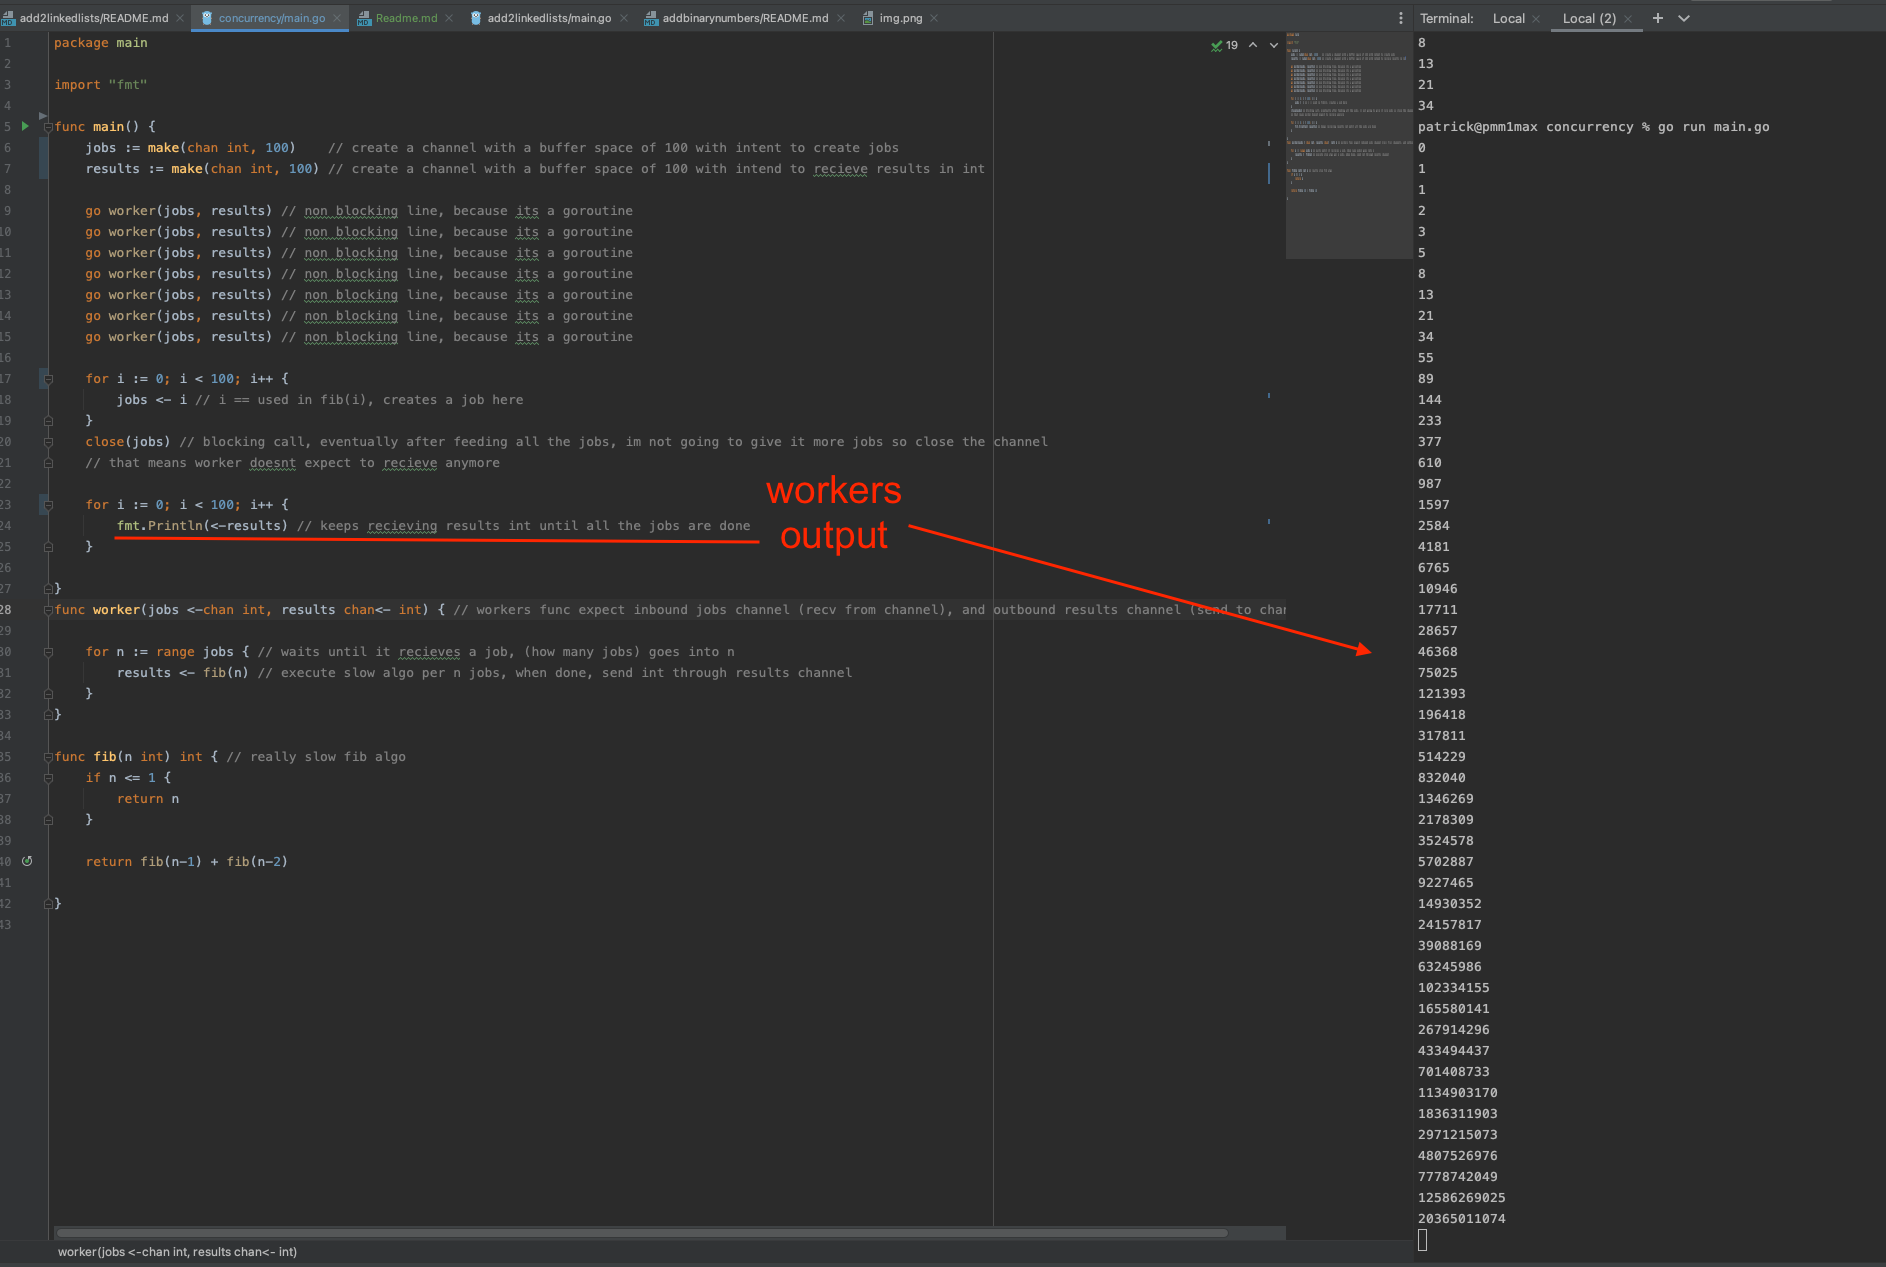 add2linkedlists/README.md
concurrency/main.go
Readme.md
add2linkedlists/main.go
addbinarynumbers/README.md
img.png
Terminal:
Local
Local (2)
19
1 package main
2
3 import "fmt"
4
5 func main() {
6 jobs := make(chan int, 100) // create a channel with a buffer space of 100 with intent to create jobs
7 results := make(chan int, 100) // create a channel with a buffer space of 100 with intend to recieve results in int
8
9 go worker(jobs, results) // non blocking line, because its a goroutine
10 go worker(jobs, results) // non blocking line, because its a goroutine
11 go worker(jobs, results) // non blocking line, because its a goroutine
12 go worker(jobs, results) // non blocking line, because its a goroutine
13 go worker(jobs, results) // non blocking line, because its a goroutine
14 go worker(jobs, results) // non blocking line, because its a goroutine
15 go worker(jobs, results) // non blocking line, because its a goroutine
16
17 for i := 0; i < 100; i++ {
18 jobs <- i // i == used in fib(i), creates a job here
19 }
20 close(jobs) // blocking call, eventually after feeding all the jobs, im not going to give it more jobs so close the channel
21 // that means worker doesnt expect to recieve anymore
22
23 for i := 0; i < 100; i++ {
24 fmt.Println(<-results) // keeps recieving results int until all the jobs are done
25 }
26
27 }
28 func worker(jobs <-chan int, results chan<- int) { // workers func expect inbound jobs channel (recv from channel), and outbound results channel (send to chan
29
30 for n := range jobs { // waits until it recieves a job, (how many jobs) goes into n
31 results <- fib(n) // execute slow algo per n jobs, when done, send int through results channel
32 }
33 }
34
35 func fib(n int) int { // really slow fib algo
36 if n <= 1 {
37 return n
38 }
39
40 return fib(n-1) + fib(n-2)
41
42 }
43
workers
output
worker(jobs <-chan int, results chan<- int)
8
13
21
34
patrick@pmm1max concurrency % go run main.go
0
1
1
2
3
5
8
13
21
34
55
89
144
233
377
610
987
1597
2584
4181
6765
10946
17711
28657
46368
75025
121393
196418
317811
514229
832040
1346269
2178309
3524578
5702887
9227465
14930352
24157817
39088169
63245986
102334155
165580141
267914296
433494437
701408733
1134903170
1836311903
2971215073
4807526976
7778742049
12586269025
20365011074